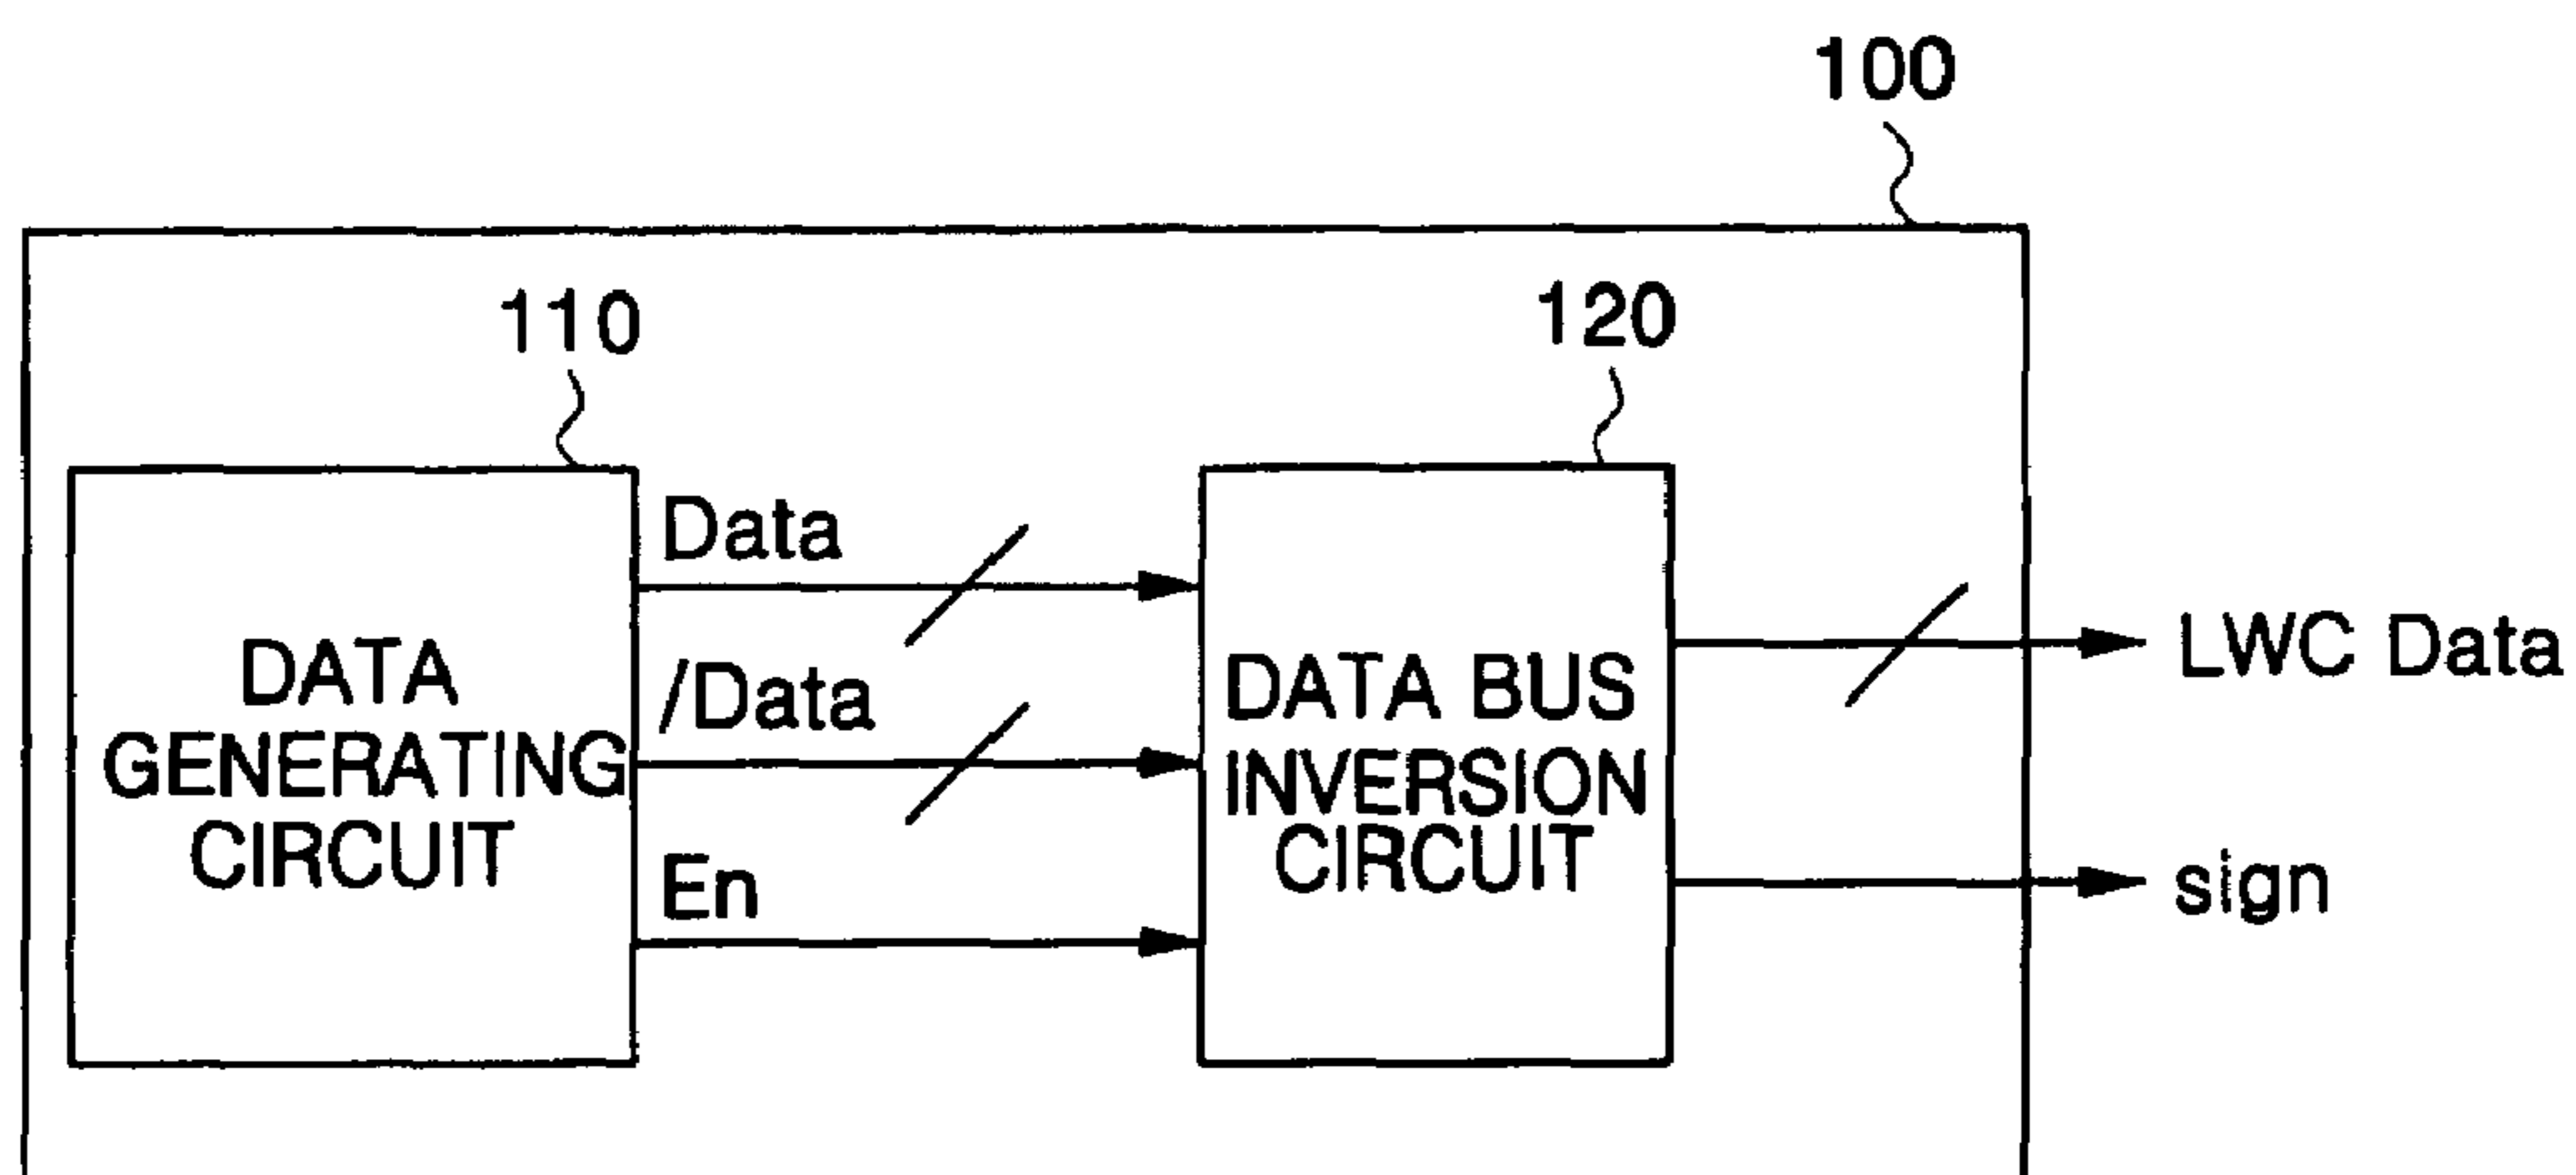 100
110
120
Data
/Data
En
DATA
GENERATING
CIRCUIT
DATA BUS
INVERSION
CIRCUIT
LWC Data
sign